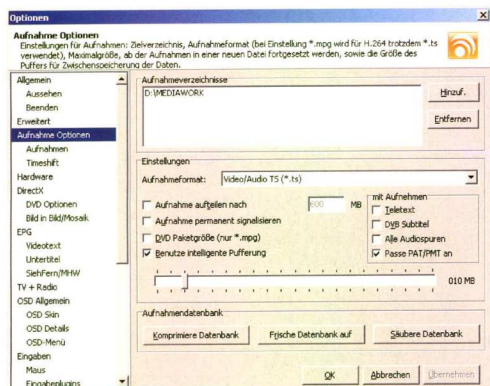 Optionen
Aufnahme Optionen
Einstellungen für Aufnahmen: Zielverzeichnis, Aufnahmeformat (bei Einstellung *.mpg wird für H.264 trotzdem *.ts
verwendet), Maximalgröße, ab der Aufnahmen in einer neuen Datei fortgesetzt werden, sowie die Größe des
Puffers für Zwischenspeicherung der Daten.
Allgemein
Aussehen
Beenden
Erweitert
Aufnahme Optionen
Aufnahmen
Timeshift
Hardware
DirectX
DVD Optionen
Bild in Bild/Mosaik
EPG
Videotext
Untertitel
SiehFern/MHW
TV + Radio
OSD Allgemein
OSD Skin
OSD Details
OSD-Menü
Eingaben
Maus
Eingabeplugins
Aufnahmeverzeichnisse
D:\MEDIAWORK
Hinzuf.
Entfernen
Einstellungen
Aufnahmeformat: Video/Audio TS (*.ts)
Aufnahme aufteilen nach 600 MB
Aufnahme permanent signalisieren
DVD Paketgröße (nur *.mpg)
Benutze intelligente Pufferung
mit Aufnehmen
Teletext
DVB Subtitel
Alle Audiospuren
Passe PAT/PMT an
010 MB
Aufnahmendatenbank
Komprimiere Datenbank
Frische Datenbank auf
Säubere Datenbank
OK
Abbrechen
Übernehmen